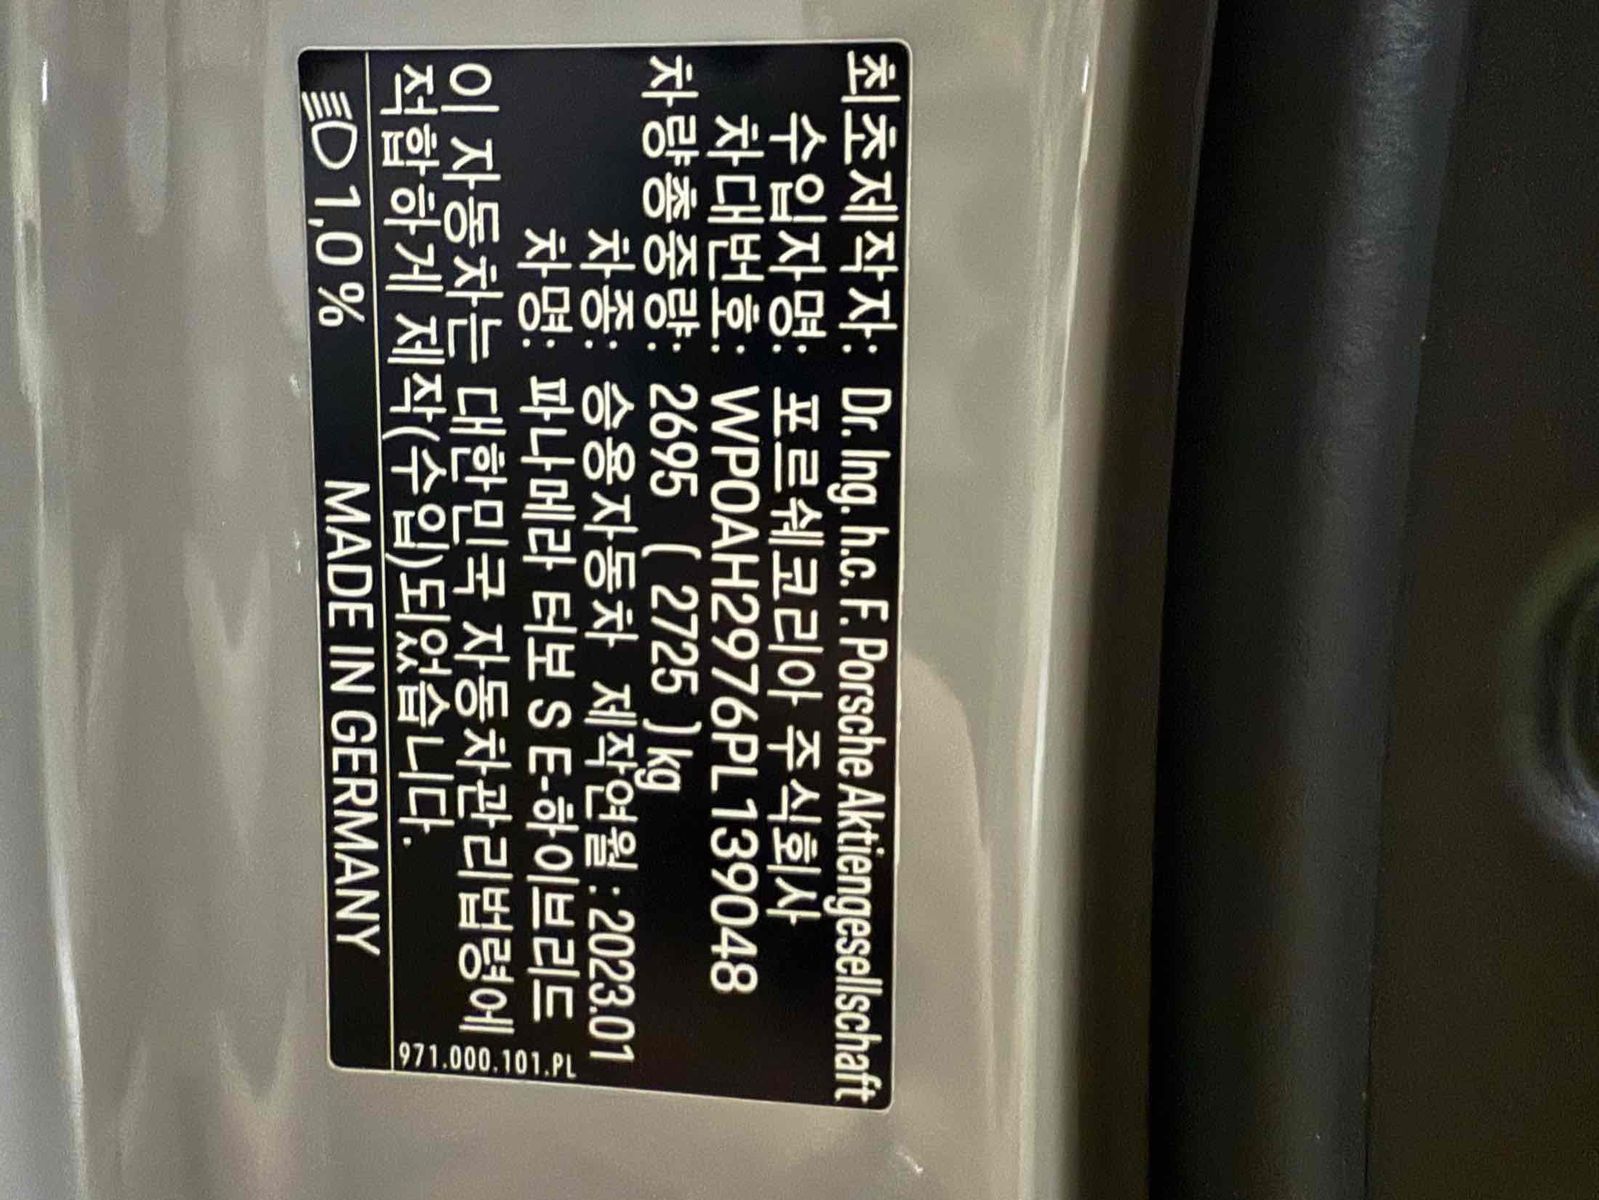 최초제작자: Dr. Ing. h.c. F. Porsche Aktiengesellschaft
수입자명: 포르쉐코리아 주식회사
차대번호: WP0AH2976PL139048
차량총중량: 2695 ( 2725 ) kg
차종: 승용자동차 제작연월 : 2023.01
차명: 파나메라 터보 S E-하이브리드
이 자동차는 대한민국 자동차관리법령에
적합하게 제작(수입)되었습니다.
971.000.101.PL
1,0% MADE IN GERMANY